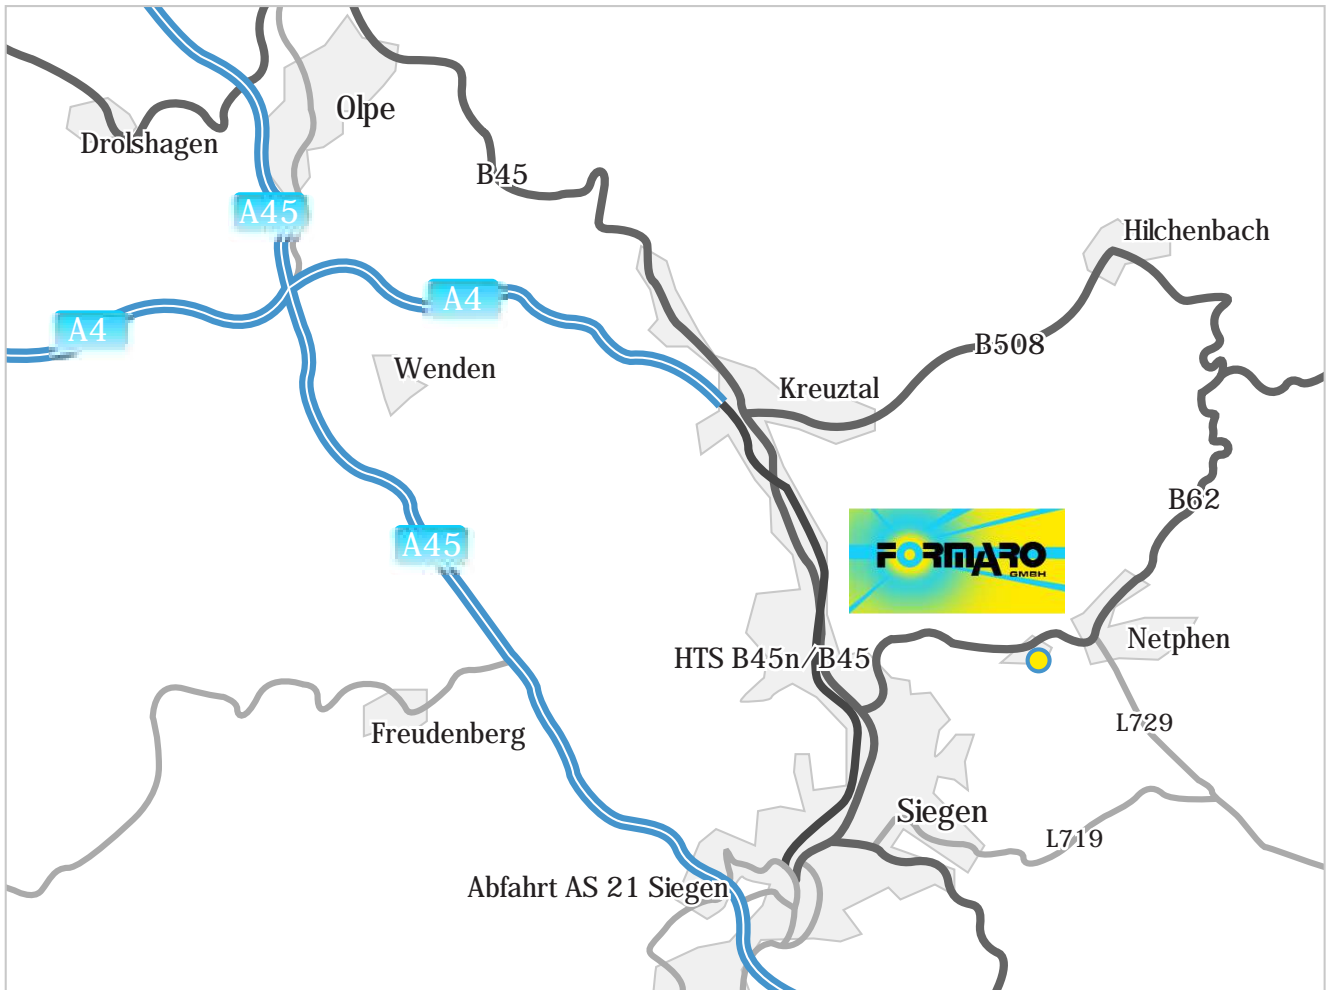 Olpe
Drolshagen
B45
A45
Hilchenbach
A4
A4
B508
Wenden
Kreuztal
B62
A45
FORMARO
GMBH
Netphen
HTS B45n/B45
L729
Freudenberg
Siegen
L719
Abfahrt AS 21 Siegen